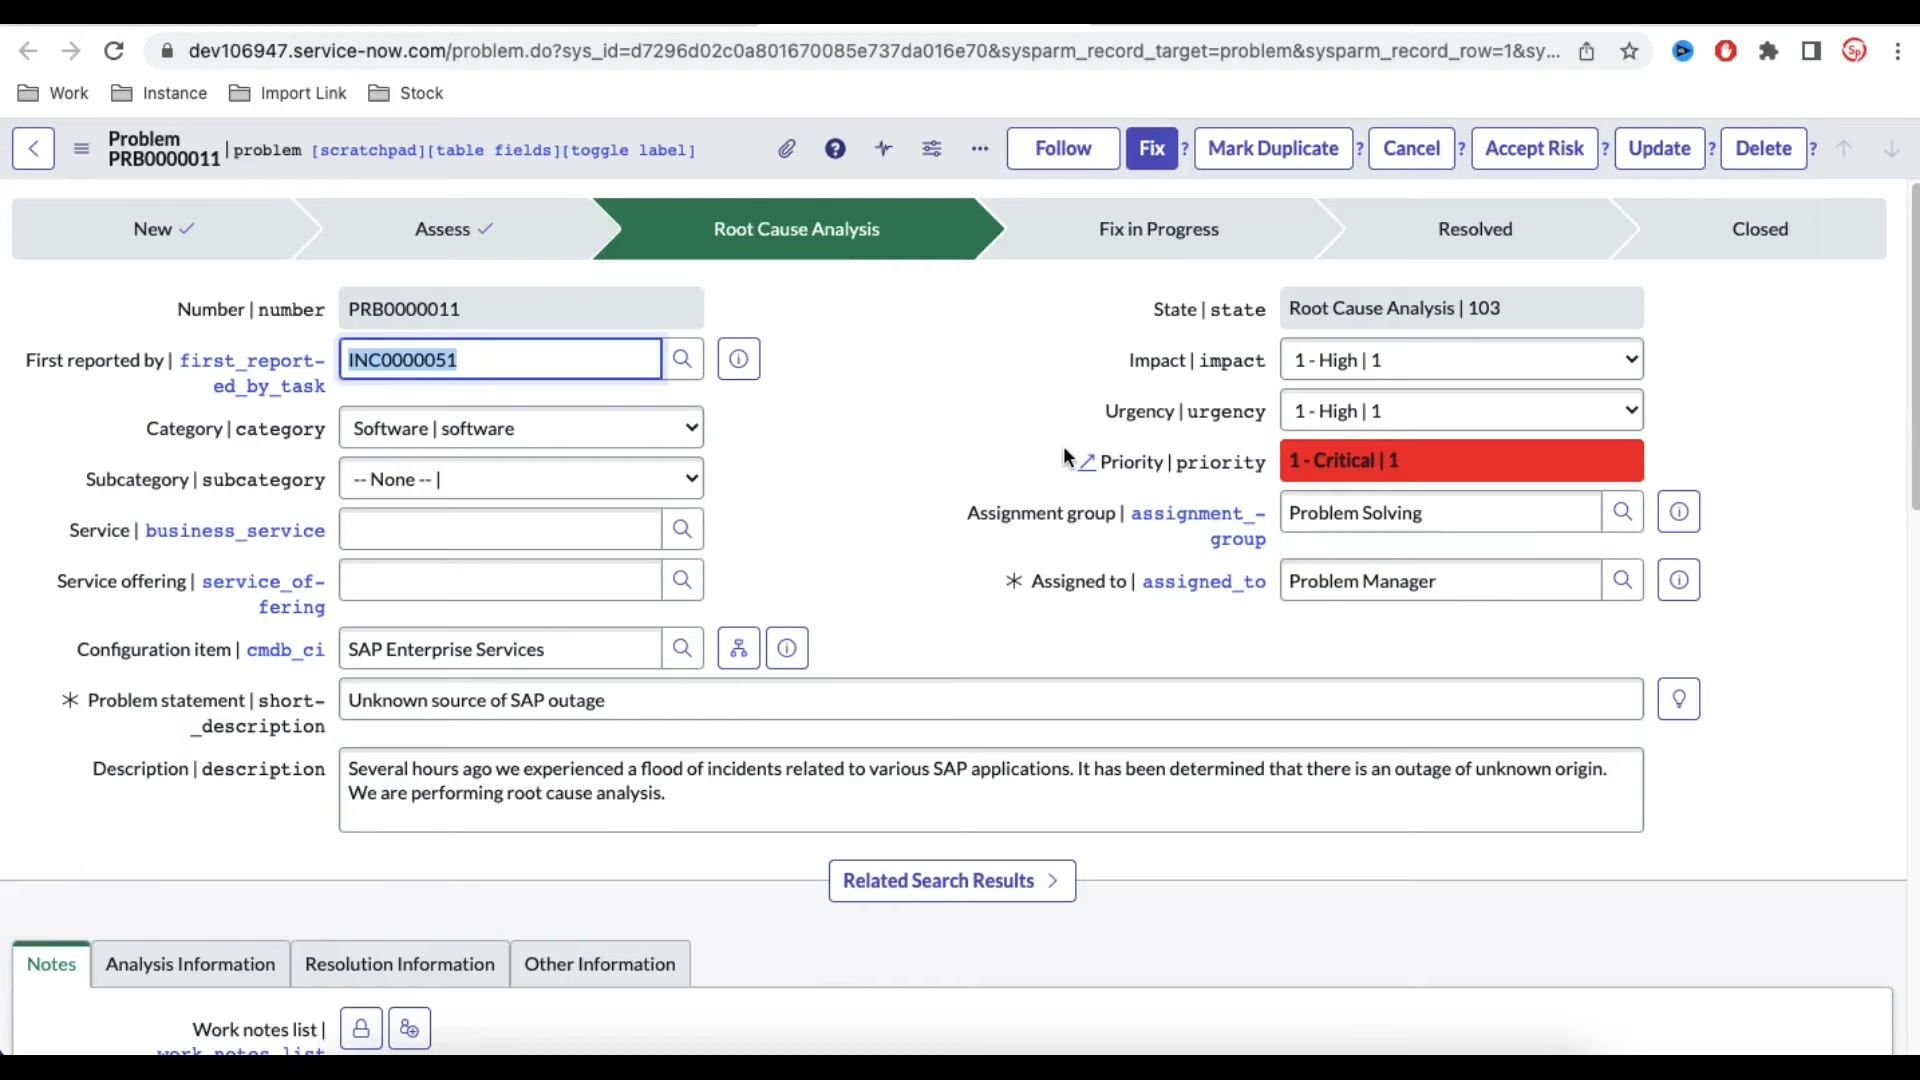 dev106947.service-now.com/problem.do?sys_id=d7296d02c0a801670085e737da016e70&sysparm_record_target=problem&sysparm_record_row=1&sy...
Work Instance Import Link Stock
Problem
PRB0000011 | problem [scratchpad][table fields][toggle label]
Follow Fix ? Mark Duplicate ? Cancel ? Accept Risk ? Update ? Delete ?
New Assess Root Cause Analysis Fix in Progress Resolved Closed
Number | number PRB0000011
State | state Root Cause Analysis | 103
First reported by | first_report-
ed_by_task INC0000051
Impact | impact 1 - High | 1
Category | category Software | software
Urgency | urgency 1 - High | 1
Subcategory | subcategory -- None -- |
Priority | priority 1 - Critical | 1
Service | business_service
Assignment group | assignment_-
group Problem Solving
Service offering | service_of-
fering
* Assigned to | assigned_to Problem Manager
Configuration item | cmdb_ci SAP Enterprise Services
* Problem statement | short-
_description Unknown source of SAP outage
Description | description Several hours ago we experienced a flood of incidents related to various SAP applications. It has been determined that there is an outage of unknown origin.
We are performing root cause analysis.
Related Search Results
Notes Analysis Information Resolution Information Other Information
Work notes list |
work_notes_list